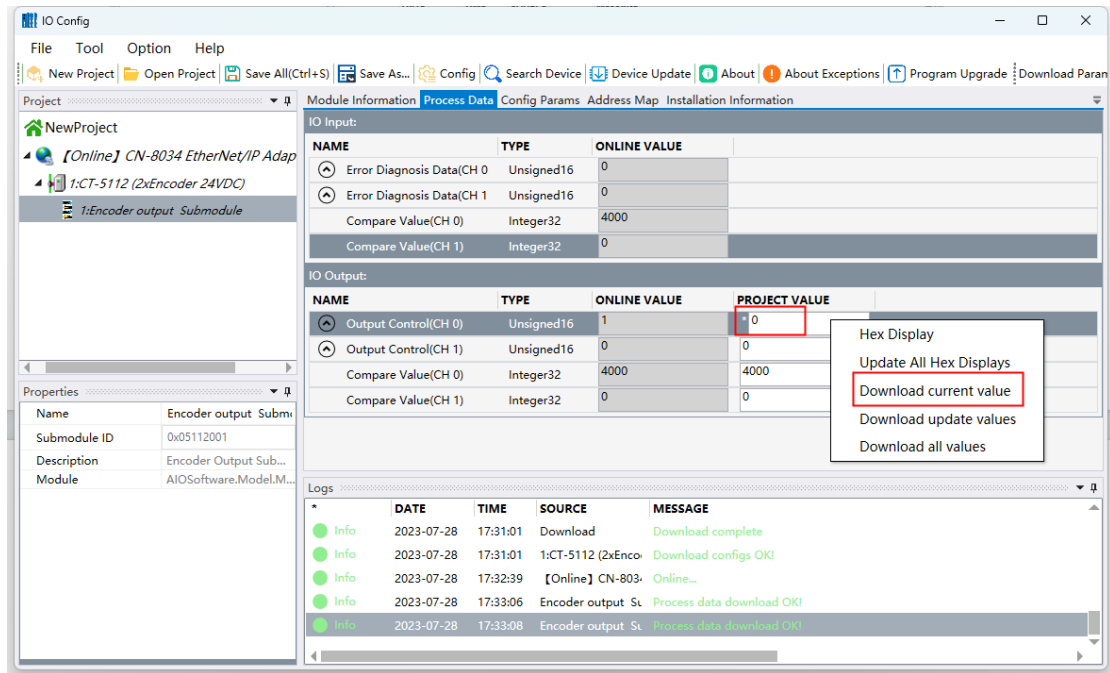 IO Config
File Tool Option Help
New Project Open Project Save All(Ctrl+S) Save As... Config Search Device Device Update About About Exceptions Program Upgrade Download Param
Project
NewProject
【Online】CN-8034 EtherNet/IP Adap
1:CT-5112 (2xEncoder 24VDC)
1:Encoder output Submodule
Properties
Name Encoder output Submo
Submodule ID 0x05112001
Description Encoder Output Sub...
Module AIOSoftware.Model.M...
Module Information Process Data Config Params Address Map Installation Information
IO Input:
NAME TYPE ONLINE VALUE
Error Diagnosis Data(CH 0 Unsigned16 0
Error Diagnosis Data(CH 1 Unsigned16 0
Compare Value(CH 0) Integer32 4000
Compare Value(CH 1) Integer32 0
IO Output:
NAME TYPE ONLINE VALUE PROJECT VALUE
Output Control(CH 0) Unsigned16 1 * 0
Output Control(CH 1) Unsigned16 0 0
Compare Value(CH 0) Integer32 4000 4000
Compare Value(CH 1) Integer32 0 0
Hex Display
Update All Hex Displays
Download current value
Download update values
Download all values
Logs
* DATE TIME SOURCE MESSAGE
Info 2023-07-28 17:31:01 Download Download complete
Info 2023-07-28 17:31:01 1:CT-5112 (2xEnco Download configs OK!
Info 2023-07-28 17:32:39 【Online】CN-803 Online...
Info 2023-07-28 17:33:06 Encoder output Su Process data download OK!
Info 2023-07-28 17:33:08 Encoder output Su Process data download OK!